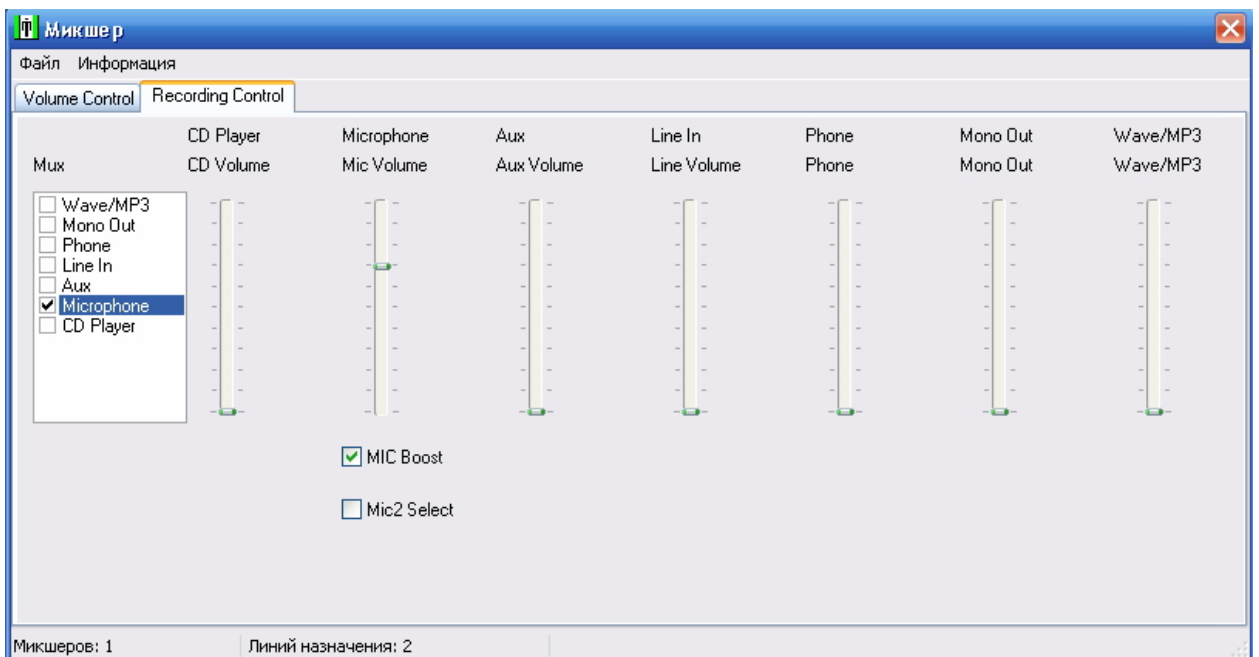 Микшер
Файл Информация
Volume Control Recording Control
CD Player Microphone Aux Line In Phone Mono Out Wave/MP3
Mux CD Volume Mic Volume Aux Volume Line Volume Phone Mono Out Wave/MP3
Wave/MP3
Mono Out
Phone
Line In
Aux
Microphone
CD Player
MIC Boost
Mic2 Select
Микшеров: 1 Линий назначения: 2